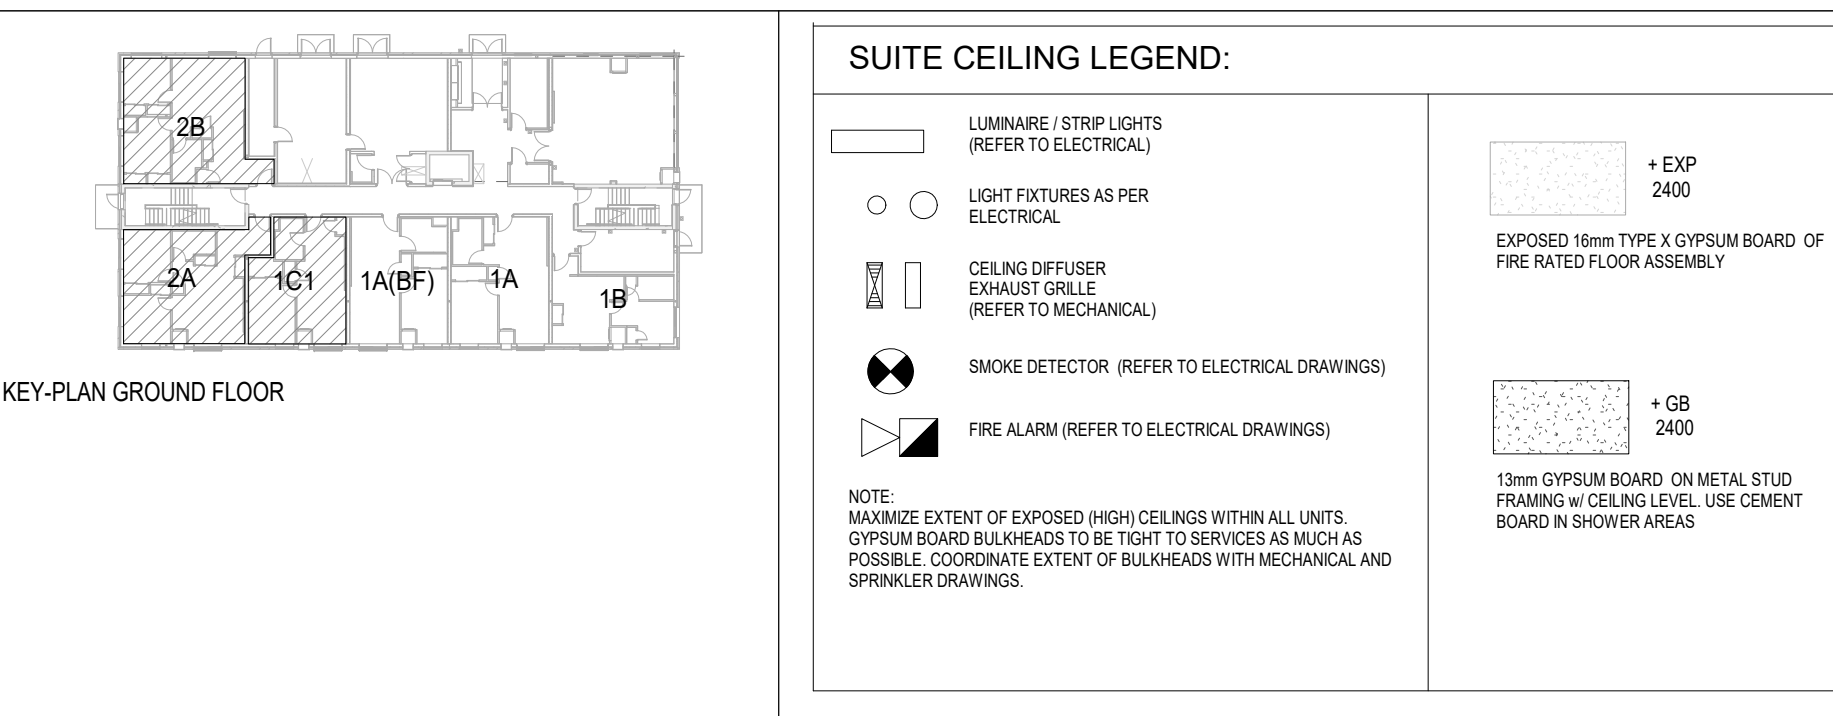 2B
2A
1C1
1A(BF)
1A
1B
KEY-PLAN GROUND FLOOR
SUITE CEILING LEGEND:
LUMINAIRE / STRIP LIGHTS
(REFER TO ELECTRICAL)
LIGHT FIXTURES AS PER
ELECTRICAL
CEILING DIFFUSER
EXHAUST GRILLE
(REFER TO MECHANICAL)
SMOKE DETECTOR (REFER TO ELECTRICAL DRAWINGS)
FIRE ALARM (REFER TO ELECTRICAL DRAWINGS)
NOTE:
MAXIMIZE EXTENT OF EXPOSED (HIGH) CEILINGS WITHIN ALL UNITS.
GYPSUM BOARD BULKHEADS TO BE TIGHT TO SERVICES AS MUCH AS
POSSIBLE. COORDINATE EXTENT OF BULKHEADS WITH MECHANICAL AND
SPRINKLER DRAWINGS.
+ EXP
2400
EXPOSED 16mm TYPE X GYPSUM BOARD OF
FIRE RATED FLOOR ASSEMBLY
+ GB
2400
13mm GYPSUM BOARD ON METAL STUD
FRAMING w/ CEILING LEVEL. USE CEMENT
BOARD IN SHOWER AREAS